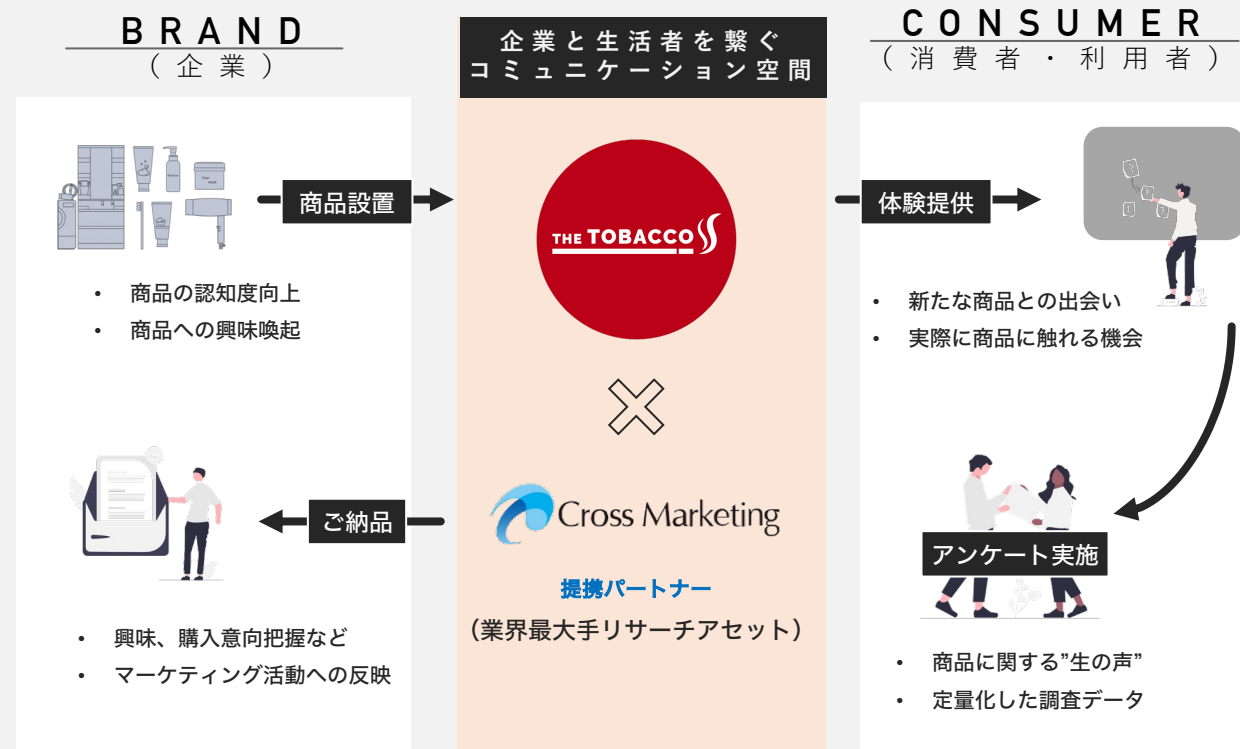 BRAND
(企業)
商品設置
• 商品の認知度向上
• 商品への興味喚起
ご納品
• 興味、購入意向把握など
• マーケティング活動への反映
企業と生活者を繋ぐ
コミュニケーション空間
THE TOBACCO
Cross Marketing
提携パートナー
(業界最大手リサーチアセット)
CONSUMER
(消費者・利用者)
体験提供
• 新たな商品との出会い
• 実際に商品に触れる機会
アンケート実施
• 商品に関する”生の声”
• 定量化した調査データ